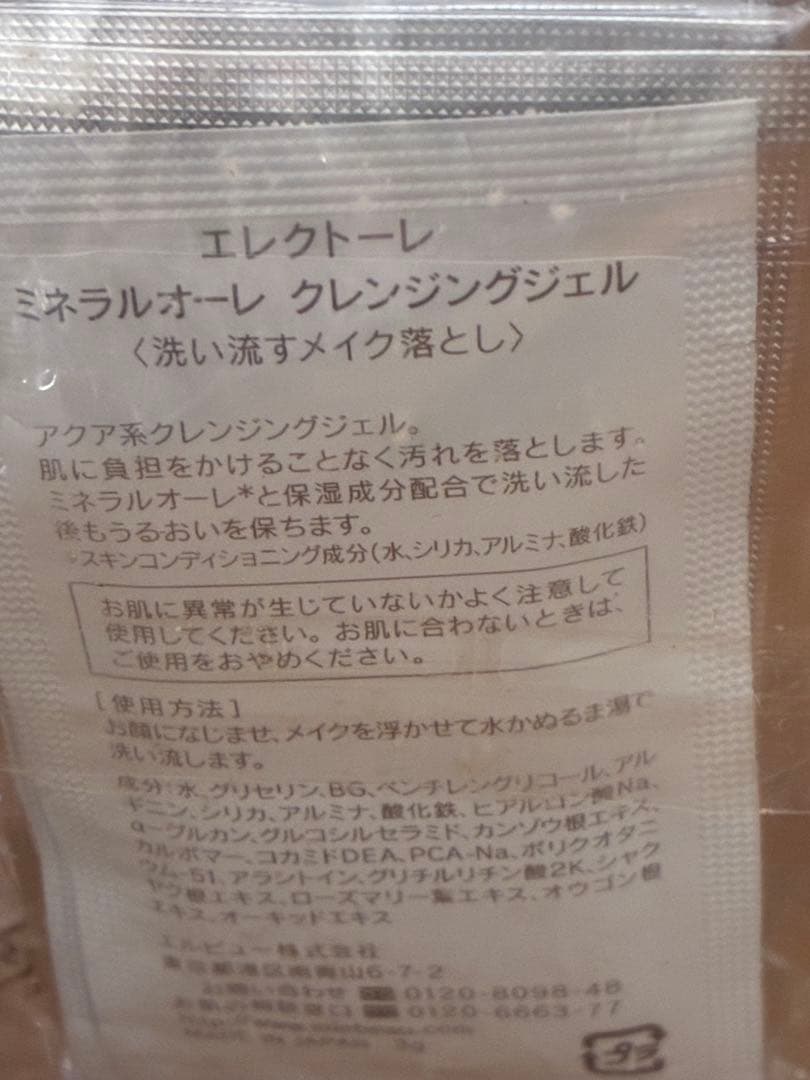 エレクトーレ
ミネラルオーレ クレンジングジェル
〈洗い流すメイク落とし〉
アクア系クレンジングジェル。
肌に負担をかけることなく汚れを落とします。
ミネラルオーレ*と保湿成分配合で洗い流した
後もうるおいを保ちます。
*スキンコンディショニング成分(水、シリカ、アルミナ、酸化鉄)
お肌に異常が生じていないかよく注意して
使用してください。お肌に合わないときは、
ご使用をおやめください。
[使用方法]
お顔になじませ、メイクを浮かせて水かぬるま湯で
洗い流します。
成分:水、グリセリン、BG、ペンチレングリコール、アル
ギニン、シリカ、アルミナ、酸化鉄、ヒアルロン酸Na、
α-グルカン、グルコシルセラミド、カンゾウ根エキス、
カルボマー、コカミドDEA、PCA-Na、ポリクオタニ
ウム-51、アラントイン、グリチルリチン酸2K、シャク
ヤク根エキス、ローズマリー葉エキス、オウゴン根
エキス、オーキッドエキス
エルビュー株式会社
東京都港区南青山6-7-2
お問い合わせ 0120-8098-48
お肌の相談窓口 0120-6663-77
MADE IN JAPAN 3g